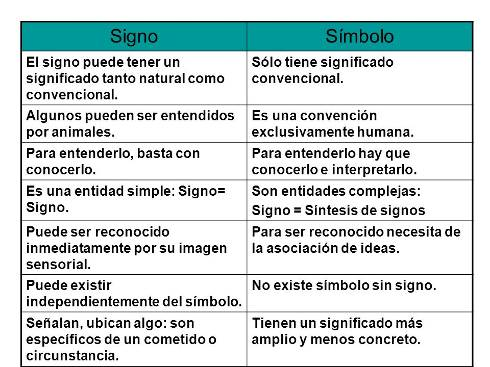 Signo
Símbolo
El signo puede tener un
significado tanto natural como
convencional.
Sólo tiene significado
convencional.
Algunos pueden ser entendidos
por animales.
Es una convención
exclusivamente humana.
Para entenderlo, basta con
conocerlo.
Para entenderlo hay que
conocerlo e interpretarlo.
Es una entidad simple: Signo=
Signo.
Son entidades complejas:
Signo = Síntesis de signos
Puede ser reconocido
inmediatamente por su imagen
sensorial.
Para ser reconocido necesita de
la asociación de ideas.
Puede existir
independientemente del símbolo.
No existe símbolo sin signo.
Señalan, ubican algo: son
específicos de un cometido o
circunstancia.
Tienen un significado más
amplio y menos concreto.